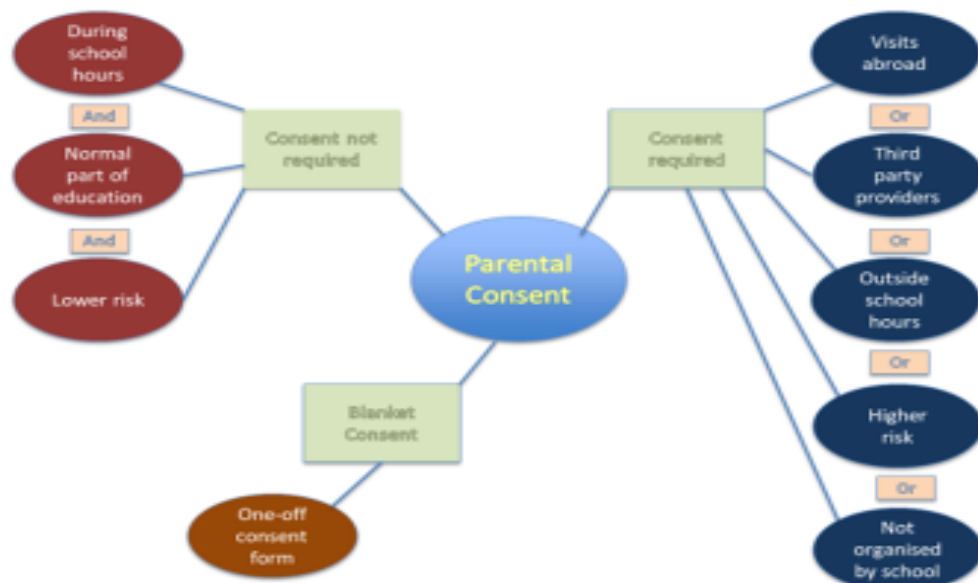 During
school
hours
And
Normal
part of
education
And
Lower risk
Consent not
required
Parental
Consent
Blanket
Consent
One-off
consent
form
Consent
required
Visits
abroad
Or
Third
party
providers
Or
Outside
school
hours
Or
Higher
risk
Or
Not
organised
by school